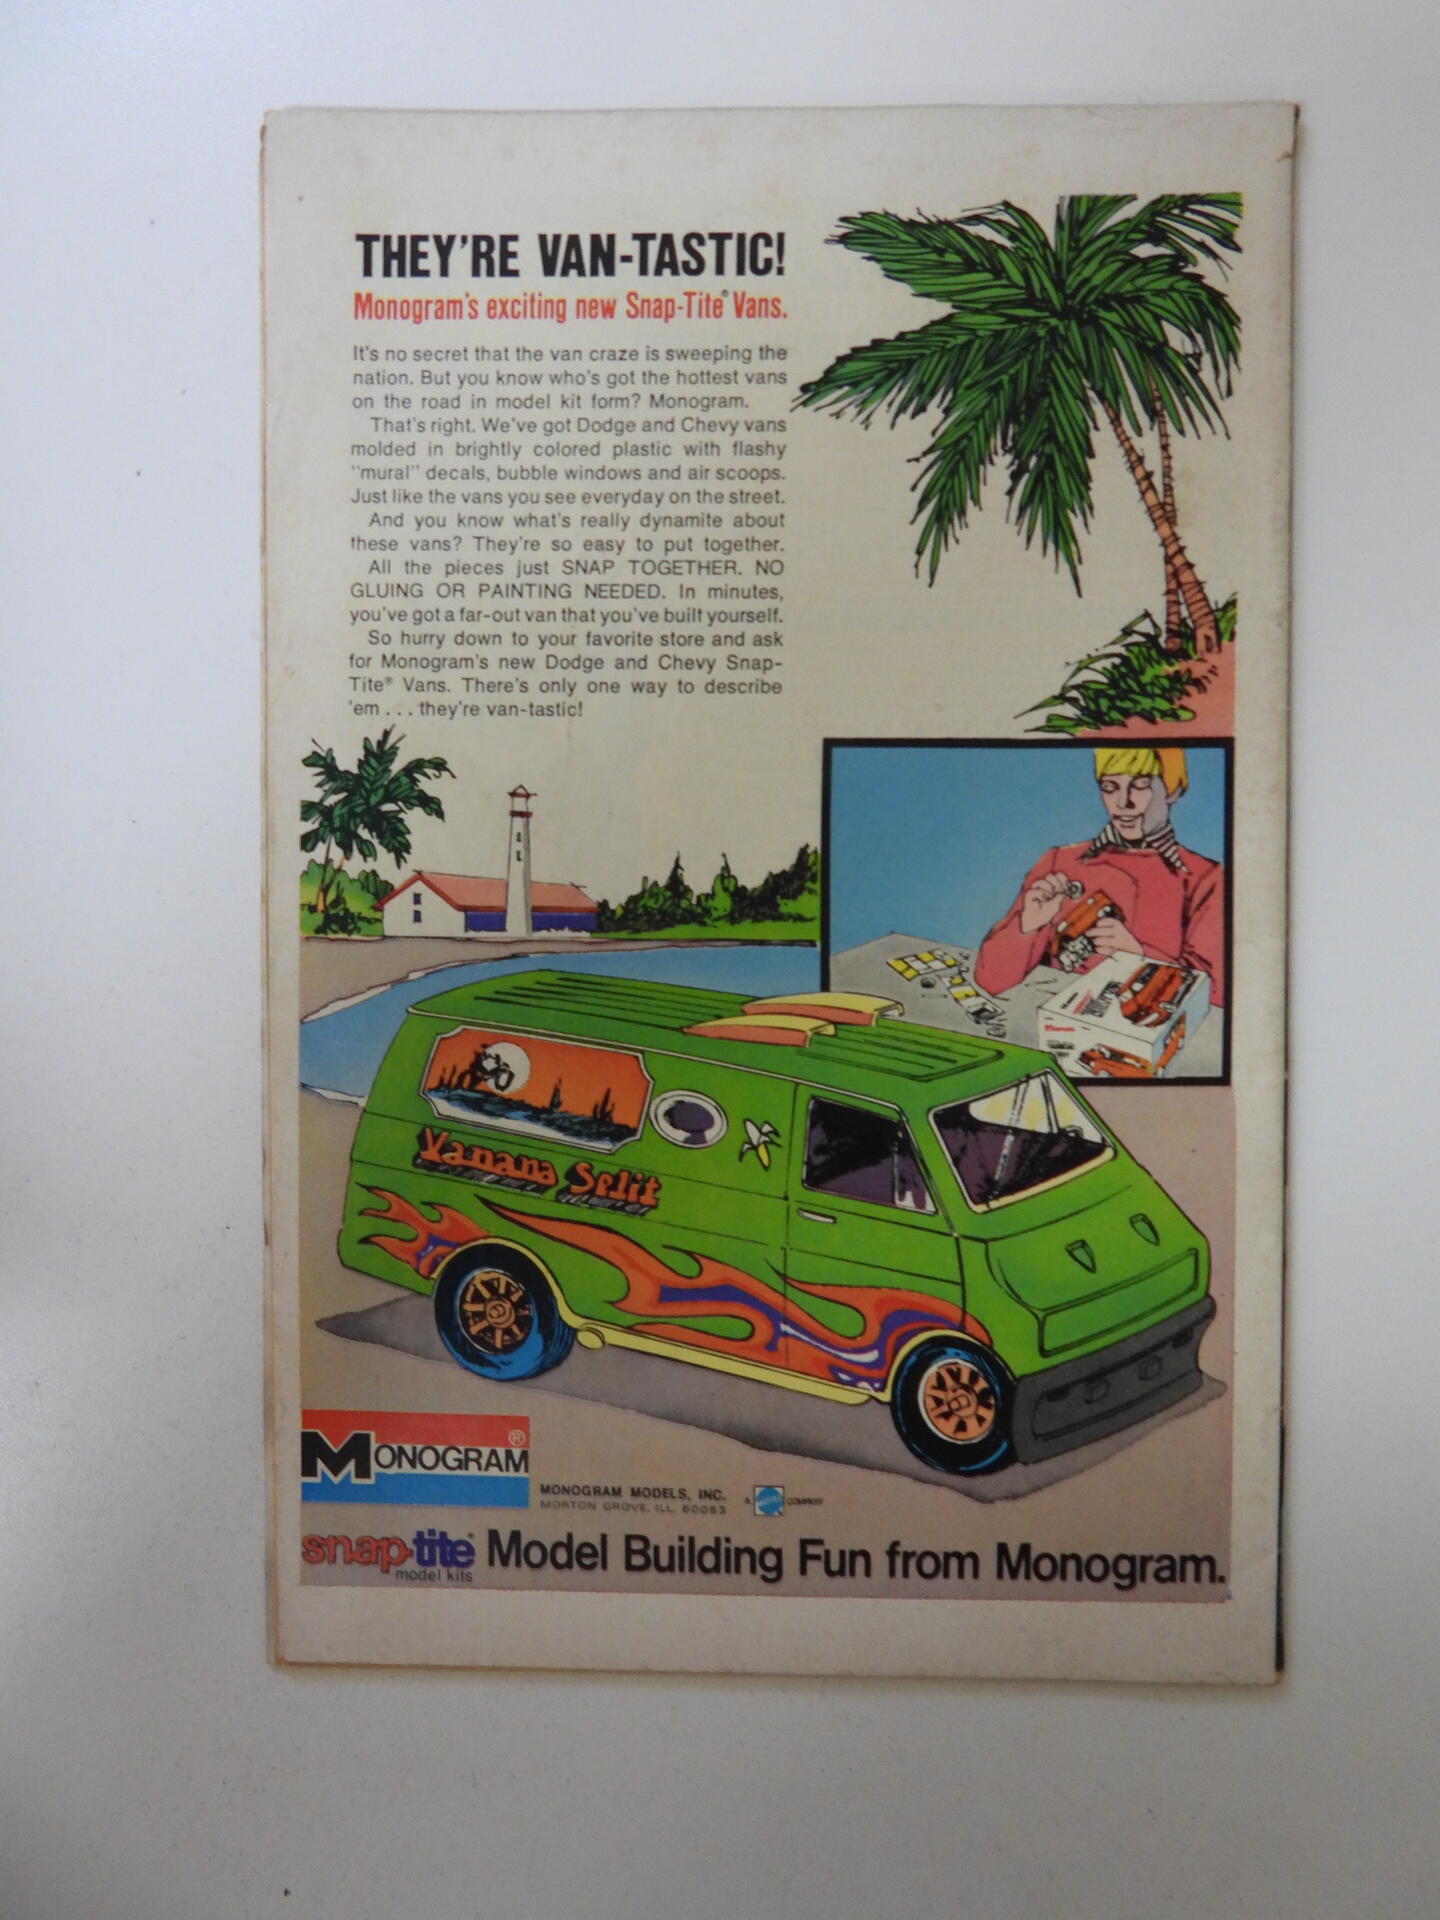 THEY'RE VAN-TASTIC!
Monogram's exciting new Snap-Tite® Vans.
It's no secret that the van craze is sweeping the
nation. But you know who's got the hottest vans
on the road in model kit form? Monogram.
That's right. We've got Dodge and Chevy vans
molded in brightly colored plastic with flashy
"mural" decals, bubble windows and air scoops.
Just like the vans you see everyday on the street.
And you know what's really dynamite about
these vans? They're so easy to put together.
All the pieces just SNAP TOGETHER. NO
GLUING OR PAINTING NEEDED. In minutes,
you've got a far-out van that you've built yourself.
So hurry down to your favorite store and ask
for Monogram's new Dodge and Chevy Snap-
Tite® Vans. There's only one way to describe
'em . . . they're van-tastic!
Vanana Split
MONOGRAM®
MONOGRAM MODELS, INC.
MORTON GROVE, ILL. 60053
A MATTEL COMPANY
snap-tite®
model kits
Model Building Fun from Monogram.